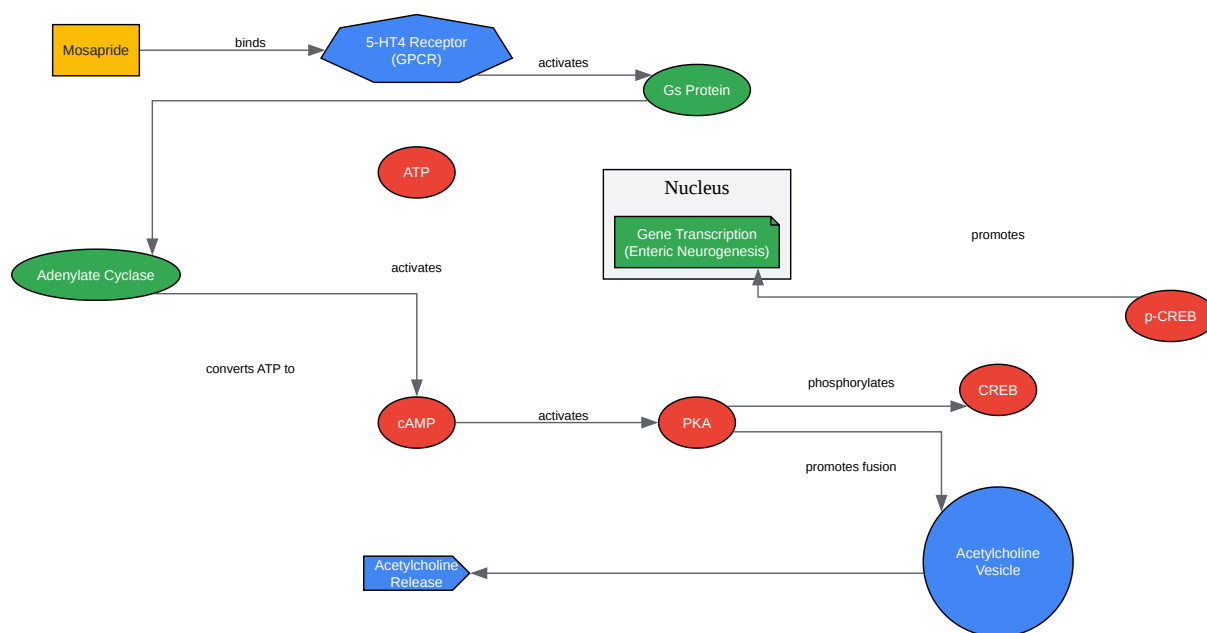 Mosapride
binds
5-HT4 Receptor
(GPCR)
activates
Gs Protein
ATP
Nucleus
Gene Transcription
(Enteric Neurogenesis)
promotes
Adenylate Cyclase
activates
p-CREB
converts ATP to
phosphorylates
CREB
cAMP
activates
PKA
promotes fusion
Acetylcholine
Vesicle
Acetylcholine
Release